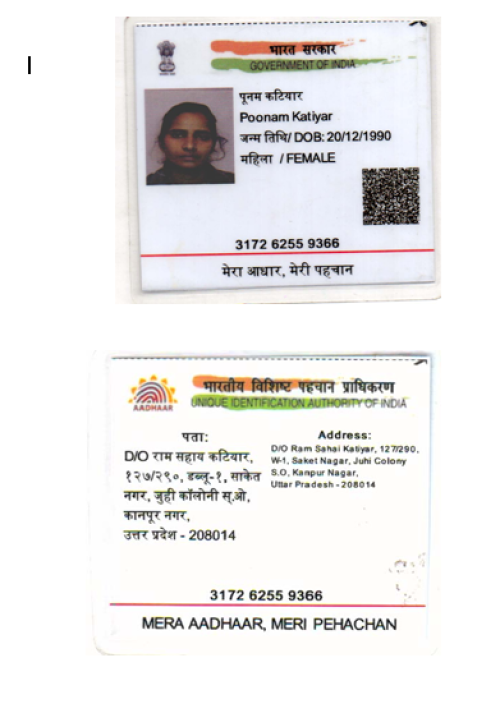 भारत सरकार
GOVERNMENT OF INDIA
पूनम कटियार
Poonam Katiyar
जन्म तिथि/ DOB: 20/12/1990
महिला / FEMALE
3172 6255 9366
मेरा आधार, मेरी पहचान
भारतीय विशिष्ट पहचान प्राधिकरण
UNIQUE IDENTIFICATION AUTHORITY OF INDIA
AADHAAR
पता:
D/O राम सहाय कटियार,
१२७/२९०, डब्लू-१, साकेत
नगर, जुही कॉलोनी स्.ओ,
कानपूर नगर,
उत्तर प्रदेश - 208014
Address:
D/O Ram Sahai Katiyar, 127/290,
W-1, Saket Nagar, Juhi Colony
S.O, Kanpur Nagar,
Uttar Pradesh - 208014
3172 6255 9366
MERA AADHAAR, MERI PEHACHAN